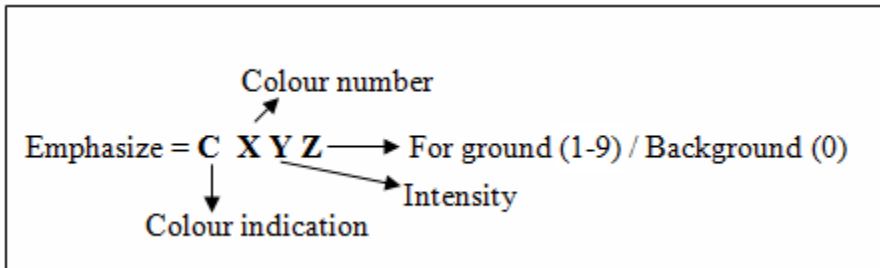 Colour number
Emphasize = C X Y Z For ground (1-9) / Background (0)
Intensity
Colour indication